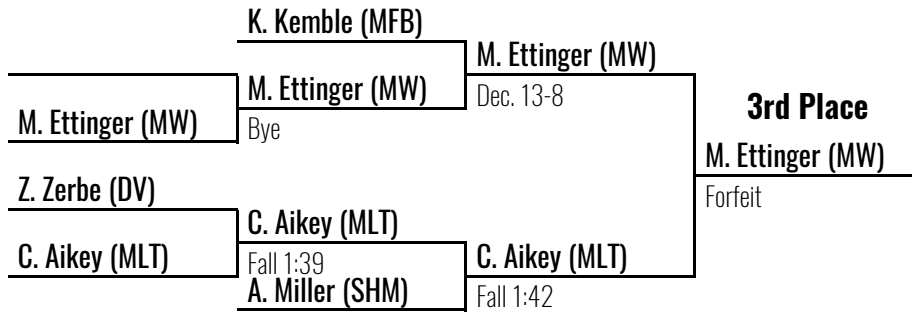 K. Kemble (MFB)
M. Ettinger (MW)
M. Ettinger (MW)
Dec. 13-8
3rd Place
M. Ettinger (MW)
Bye
M. Ettinger (MW)
Forfeit
Z. Zerbe (DV)
C. Aikey (MLT)
C. Aikey (MLT)
Fall 1:39
C. Aikey (MLT)
A. Miller (SHM)
Fall 1:42